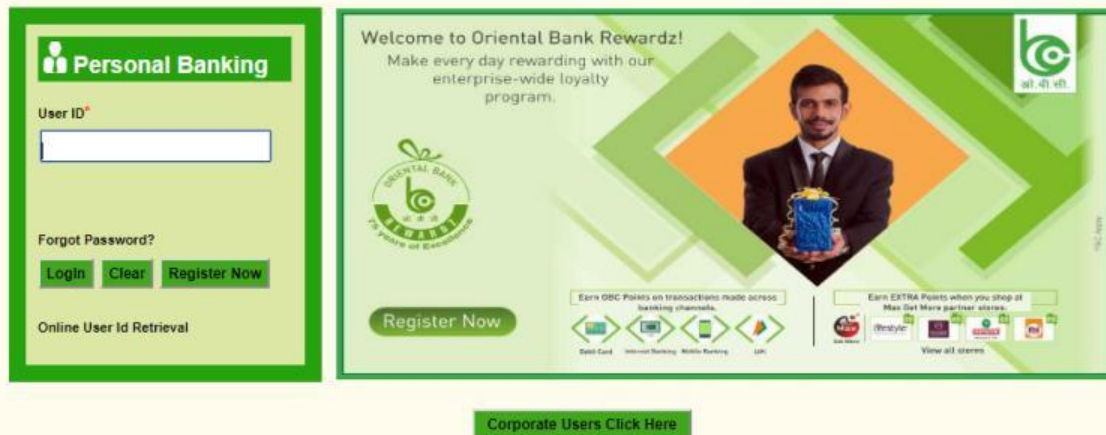 Personal Banking
User ID*
Forgot Password?
LogIn
Clear
Register Now
Online User Id Retrieval
Welcome to Oriental Bank Rewardz!
Make every day rewarding with our
enterprise-wide loyalty
program.
ORIENTAL BANK
REWARDZ
75 years of Excellence
Register Now
ओ.बी.सी.
Earn OBC Points on transactions made across
banking channels.
Debit Card
Internet Banking
Mobile Banking
UPI
Earn EXTRA Points when you shop at
Max Get More partner stores.
Max
Get More
lifestyle
View all stores
Corporate Users Click Here